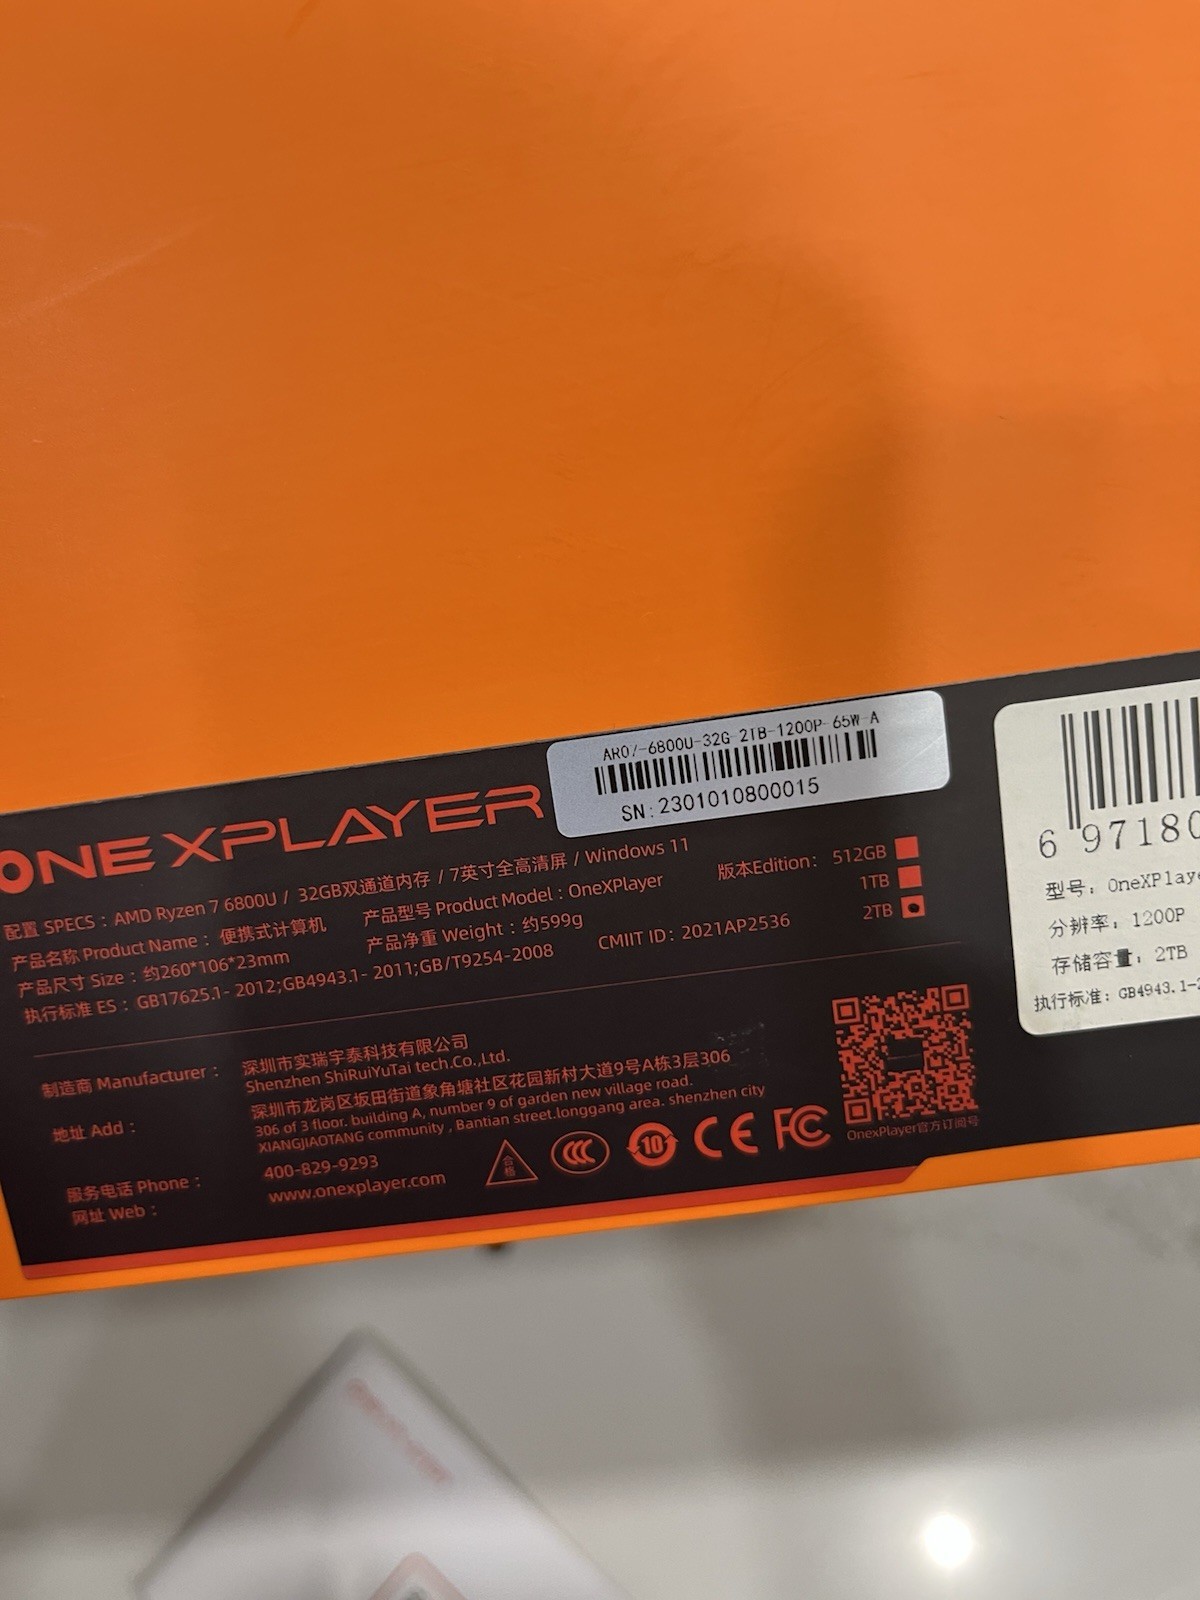 AR07-6800U-32G-2TB-1200P-65W-A
SN:2301010800015
ONEXPLAYER
配置 SPECS：AMD Ryzen 7 6800U / 32GB双通道内存 / 7英寸全高清屏 / Windows 11
产品名称 Product Name：便携式计算机 产品型号 Product Model：OneXPlayer
产品尺寸 Size：约260*106*23mm 产品净重 Weight：约599g
执行标准 ES：GB17625.1- 2012;GB4943.1- 2011;GB/T9254-2008 CMIIT ID：2021AP2536
版本Edition：512GB
1TB
2TB
制造商 Manufacturer：深圳市实瑞宇泰科技有限公司
Shenzhen ShiRuiYuTai tech.Co.,Ltd.
地址 Add：深圳市龙岗区坂田街道象角塘社区花园新村大道9号A栋3层306
306 of 3 floor. building A, number 9 of garden new village road.
XIANGJIAOTANG community , Bantian street.longgang area. shenzhen city
服务电话 Phone：400-829-9293
网址 Web：www.onexplayer.com
合格
CCC
10
CE
FC
OnexPlayer官方订阅号
6 97180
型号：OneXPlaye
分辨率：1200P
存储容量：2TB
执行标准：GB4943.1-2